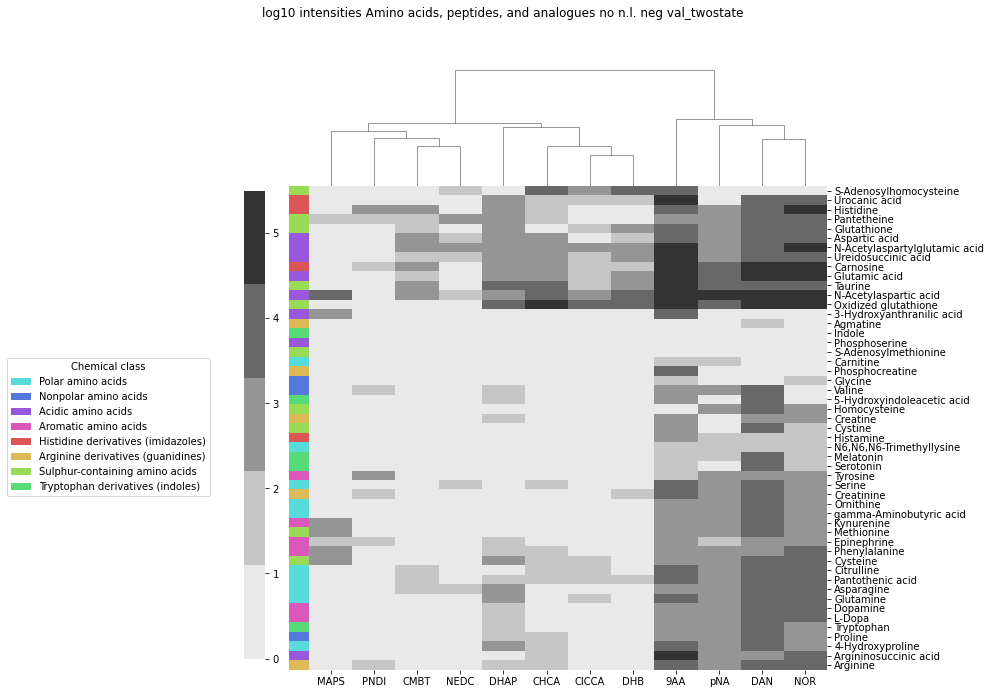 log10 intensities Amino acids, peptides, and analogues no n.l. neg val_twostate
S-Adenosylhomocysteine
Urocanic acid
Histidine
Pantetheine
Glutathione
Aspartic acid
N-Acetylaspartylglutamic acid
Ureidosuccinic acid
Carnosine
Glutamic acid
Taurine
N-Acetylaspartic acid
Oxidized glutathione
3-Hydroxyanthranilic acid
Agmatine
Indole
Phosphoserine
S-Adenosylmethionine
Carnitine
Phosphocreatine
Glycine
Valine
5-Hydroxyindoleacetic acid
Homocysteine
Creatine
Cystine
Histamine
N6,N6,N6-Trimethyllysine
Melatonin
Serotonin
Tyrosine
Serine
Creatinine
Ornithine
gamma-Aminobutyric acid
Kynurenine
Methionine
Epinephrine
Phenylalanine
Cysteine
Citrulline
Pantothenic acid
Asparagine
Glutamine
Dopamine
L-Dopa
Tryptophan
Proline
4-Hydroxyproline
Argininosuccinic acid
Arginine
5
4
3
2
1
0
Chemical class
Polar amino acids
Nonpolar amino acids
Acidic amino acids
Aromatic amino acids
Histidine derivatives (imidazoles)
Arginine derivatives (guanidines)
Sulphur-containing amino acids
Tryptophan derivatives (indoles)
MAPS PNDI CMBT NEDC DHAP CHCA ClCCA DHB 9AA pNA DAN NOR